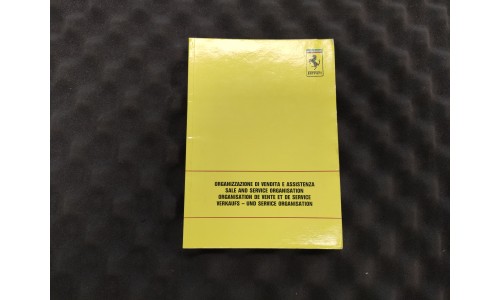 ORGANIZZAZIONE DI VENDITA E ASSISTENZA
SALE AND SERVICE ORGANISATION
ORGANISATION DE VENTE ET DE SERVICE
VERKAUFS – UND SERVICE ORGANISATION